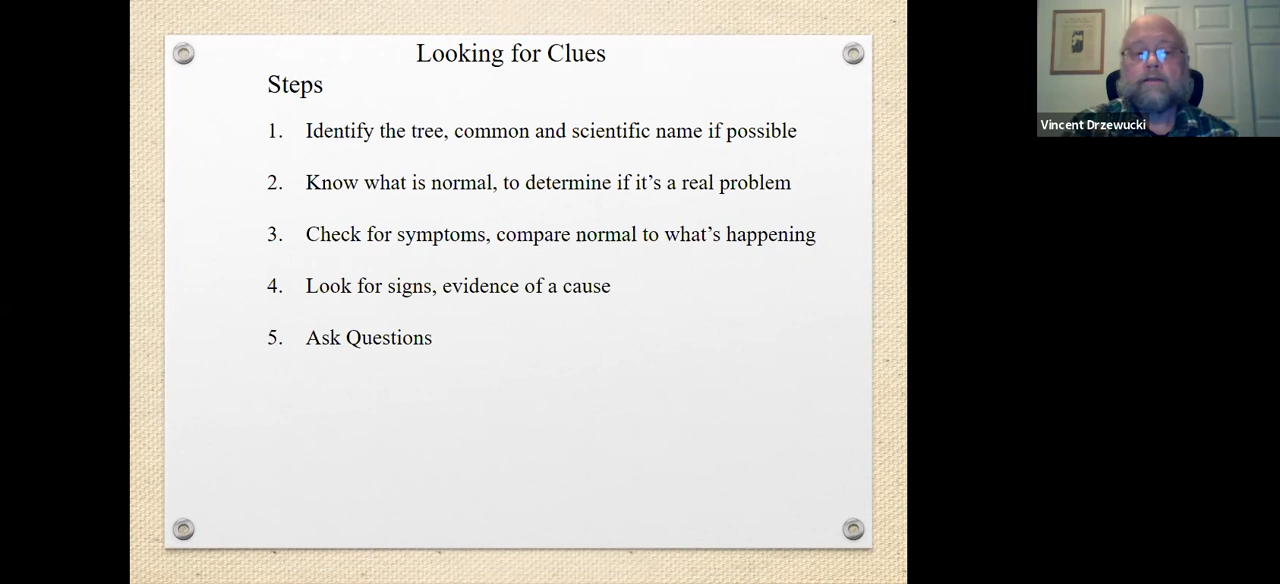 Looking for Clues
Steps
1. Identify the tree, common and scientific name if possible
2. Know what is normal, to determine if it’s a real problem
3. Check for symptoms, compare normal to what’s happening
4. Look for signs, evidence of a cause
5. Ask Questions
Vincent Drzewucki